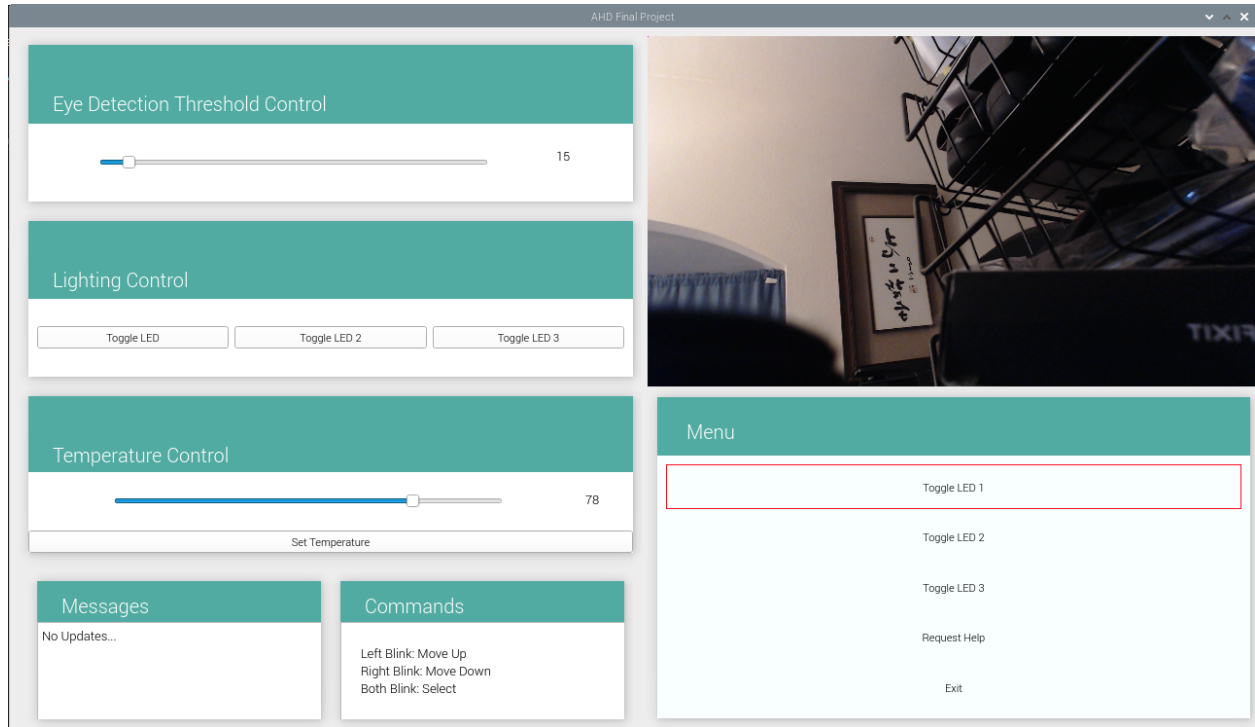 AHD Final Project
Eye Detection Threshold Control
15
Lighting Control
Toggle LED
Toggle LED 2
Toggle LED 3
Temperature Control
78
Set Temperature
Messages
No Updates...
Commands
Left Blink: Move Up
Right Blink: Move Down
Both Blink: Select
Menu
Toggle LED 1
Toggle LED 2
Toggle LED 3
Request Help
Exit